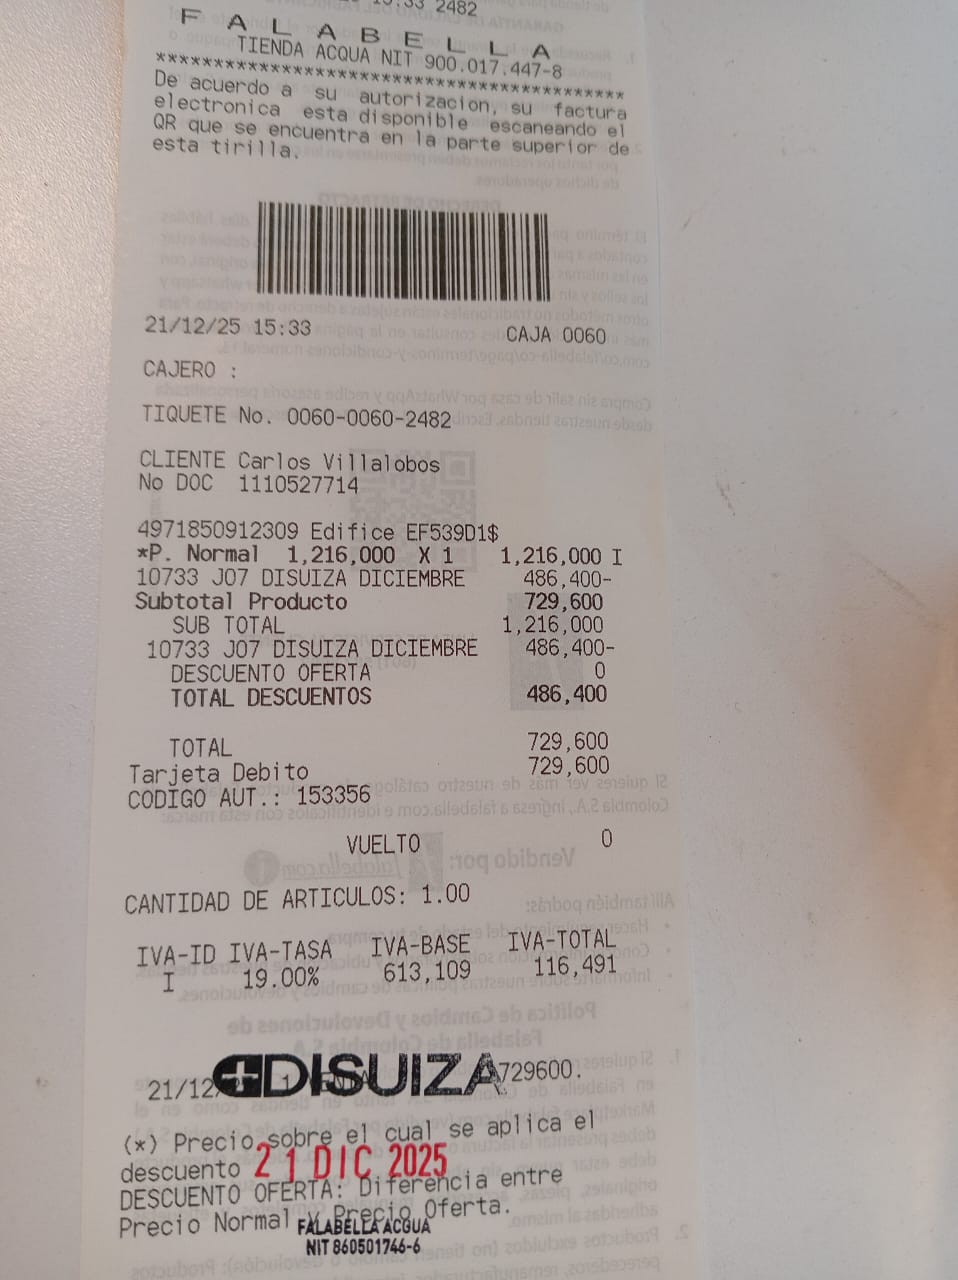 15:33 2482
F A L A B E L L A
TIENDA ACQUA NIT 900.017.447-8
******************************************
De acuerdo a su autorizacion, su factura
electronica esta disponible escaneando el
QR que se encuentra en la parte superior de
esta tirilla.
21/12/25 15:33 CAJA 0060
CAJERO :
TIQUETE No. 0060-0060-2482
CLIENTE Carlos Villalobos
No DOC 1110527714
4971850912309 Edifice EF539D1$
*P. Normal 1,216,000 X 1 1,216,000 I
10733 J07 DISUIZA DICIEMBRE 486,400-
Subtotal Producto 729,600
SUB TOTAL 1,216,000
10733 J07 DISUIZA DICIEMBRE 486,400-
DESCUENTO OFERTA 0
TOTAL DESCUENTOS 486,400
TOTAL 729,600
Tarjeta Debito 729,600
CODIGO AUT.: 153356
VUELTO 0
CANTIDAD DE ARTICULOS: 1.00
IVA-ID IVA-TASA IVA-BASE IVA-TOTAL
I 19.00% 613,109 116,491
21/12 DISUIZA 729600.
(*) Precio sobre el cual se aplica el
descuento 21 DIC 2025
DESCUENTO OFERTA: Diferencia entre
Precio Normal y Precio Oferta.
FALABELLA ACQUA
NIT 860501746-6